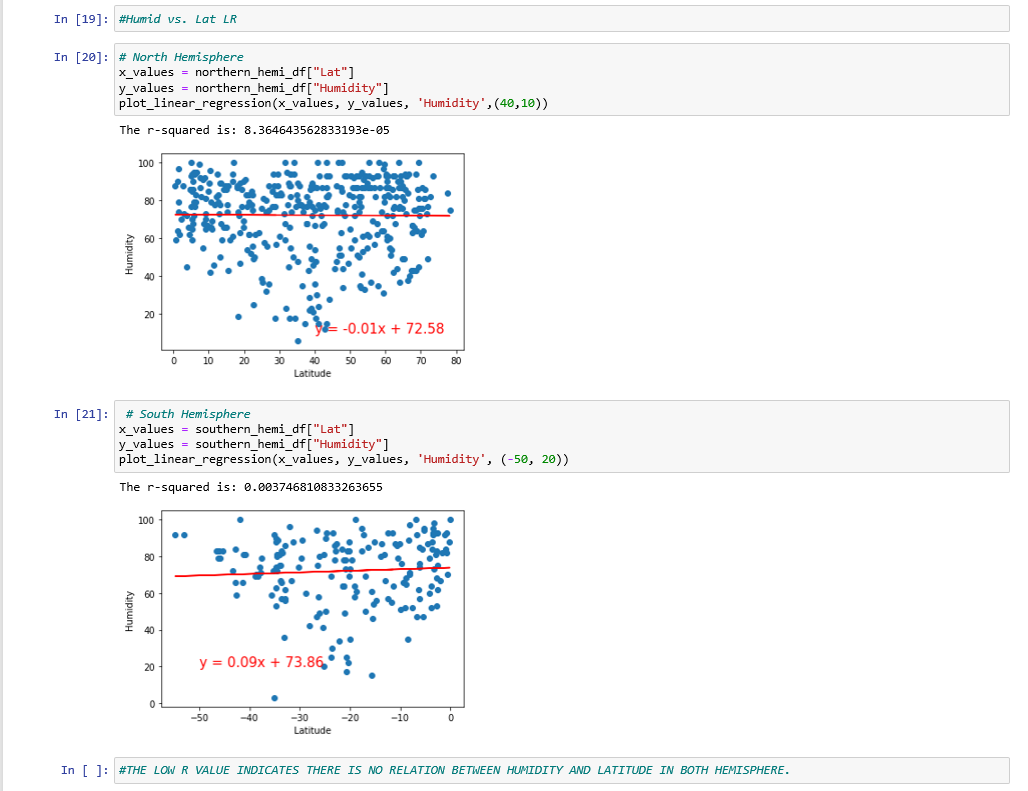 In [19]: #Humid vs. Lat LR
In [20]: # North Hemisphere
x_values = northern_hemi_df["Lat"]
y_values = northern_hemi_df["Humidity"]
plot_linear_regression(x_values, y_values, 'Humidity',(40,10))
The r-squared is: 8.364643562833193e-05
100
80
60
40
20
Humidity
y = -0.01x + 72.58
0 10 20 30 40 50 60 70 80
Latitude
In [21]: # South Hemisphere
x_values = southern_hemi_df["Lat"]
y_values = southern_hemi_df["Humidity"]
plot_linear_regression(x_values, y_values, 'Humidity', (-50, 20))
The r-squared is: 0.003746810833263655
100
80
60
40
20
0
Humidity
y = 0.09x + 73.86
−50 −40 −30 −20 −10 0
Latitude
In [ ]: #THE LOW R VALUE INDICATES THERE IS NO RELATION BETWEEN HUMIDITY AND LATITUDE IN BOTH HEMISPHERE.